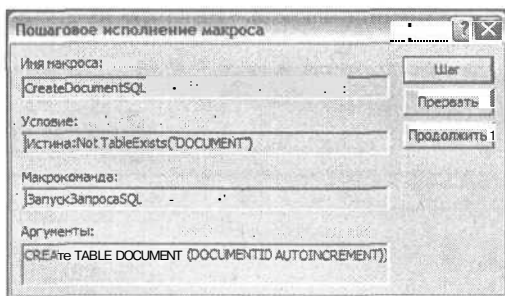 Пошаговое исполнение макроса
Имя макроса:
CreateDocumentSQL
Шаг
Прервать
Условие:
Истина:Not TableExists("DOCUMENT")
Продолжить
Макрокоманда:
ЗапускЗапросаSQL
Аргументы:
CREAте TABLE DOCUMENT (DOCUMENTID AUTOINCREMENT))